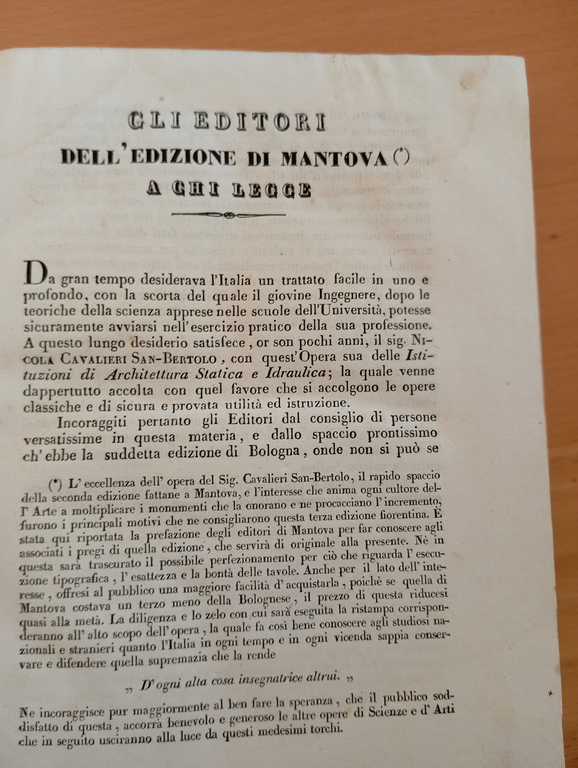 GLI EDITORI
DELL'EDIZIONE DI MANTOVA (*)
A CHI LEGGE
Da gran tempo desiderava l'Italia un trattato facile in uno e
profondo, con la scorta del quale il giovine Ingegnere, dopo le
teoriche della scienza apprese nelle scuole dell'Università, potesse
sicuramente avviarsi nell'esercizio pratico della sua professione.
A questo lungo desiderio satisfece, or son pochi anni, il sig. NI-
COLA CAVALIERI SAN-BERTOLO, con quest'Opera sua delle Isti-
tuzioni di Architettura Statica e Idraulica; la quale venne
dappertutto accolta con quel favore che si accolgono le opere
classiche e di sicura e provata utilità ed istruzione.
Incoraggiti pertanto gli Editori dal consiglio di persone
versatissime in questa materia, e dallo spaccio prontissimo
ch'ebbe la suddetta edizione di Bologna, onde non si può se
(*) L'eccellenza dell'opera del Sig. Cavalieri San-Bertolo, il rapido spaccio
della seconda edizione fattane a Mantova, e l'interesse che anima ogni cultore del-
l'Arte a moltiplicare i monumenti che la onorano e ne procacciano l'incremento,
furono i principali motivi che ne consigliarono questa terza edizione fiorentina. È
stata qui riportata la prefazione degli editori di Mantova per far conoscere agli
associati i pregi di quella edizione, che servirà di originale alla presente. Nè in
questa sarà trascurato il possibile perfezionamento per ciò che riguarda l'esecu-
zione tipografica, l'esattezza e la bontà delle tavole. Anche per il lato dell'inte-
resse, offresi al pubblico una maggiore facilità d'acquistarla, poichè se quella di
Mantova costava un terzo meno della Bolognese, il prezzo di questa riducesi
quasi alla metà. La diligenza e lo zelo con cui sarà eseguita la ristampa corrispon-
deranno all'alto scopo dell'opera, la quale fa così bene conoscere agli studiosi na-
zionali e stranieri quanto l'Italia in ogni tempo e in ogni vicenda sappia conser-
vare e difendere quella supremazia che la rende
„ D'ogni alta cosa insegnatrice altrui. „
Ne incoraggisce pur maggiormente al ben fare la speranza, che il pubblico sod-
disfatto di questa, accorrà benevolo e generoso le altre opere di Scienze e d'Arti
che in seguito usciranno alla luce da questi medesimi torchi.